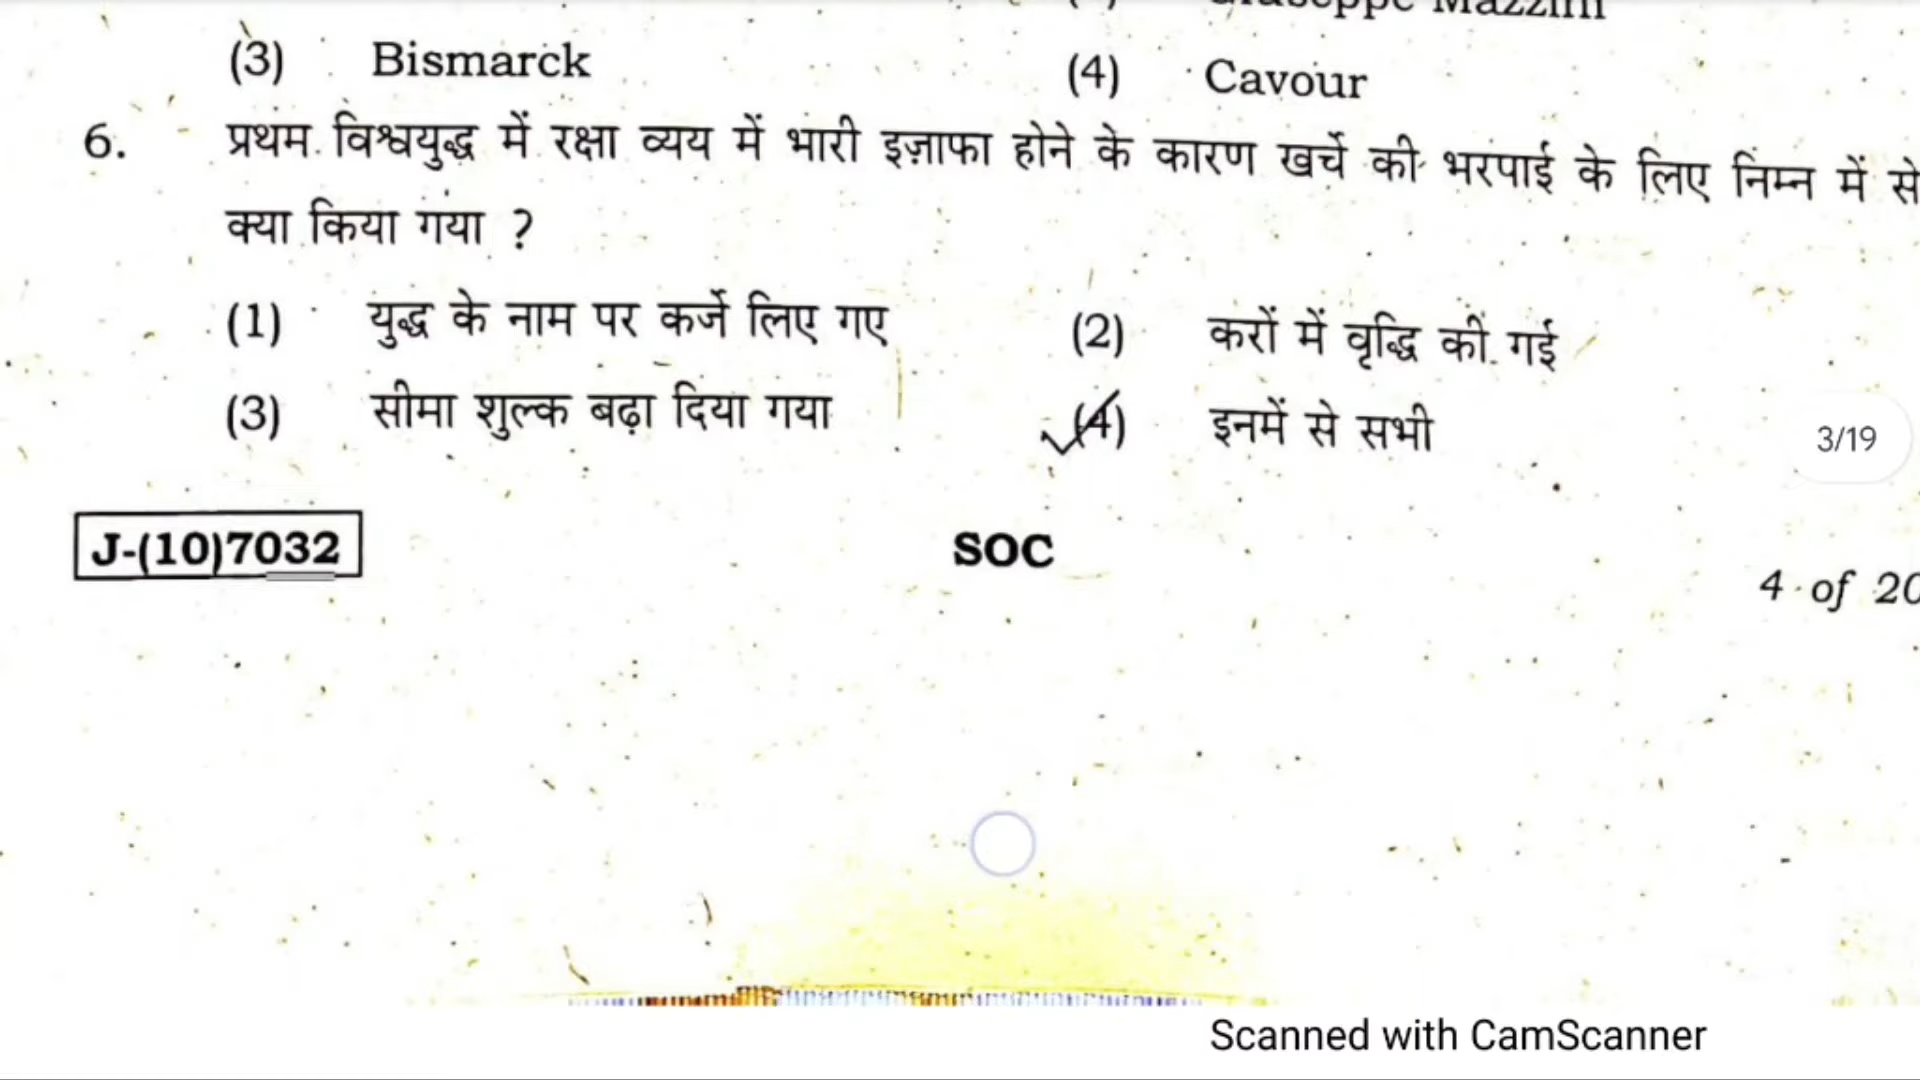 Giuseppe Mazzini
(3) Bismarck (4) Cavour
6. प्रथम विश्वयुद्ध में रक्षा व्यय में भारी इज़ाफा होने के कारण खर्चे की भरपाई के लिए निम्न में से
क्या किया गया ?
(1) युद्ध के नाम पर कर्जे लिए गए (2) करों में वृद्धि की गई
(3) सीमा शुल्क बढ़ा दिया गया (4) इनमें से सभी
3/19
J-(10)7032 SOC
4 of 20
Scanned with CamScanner